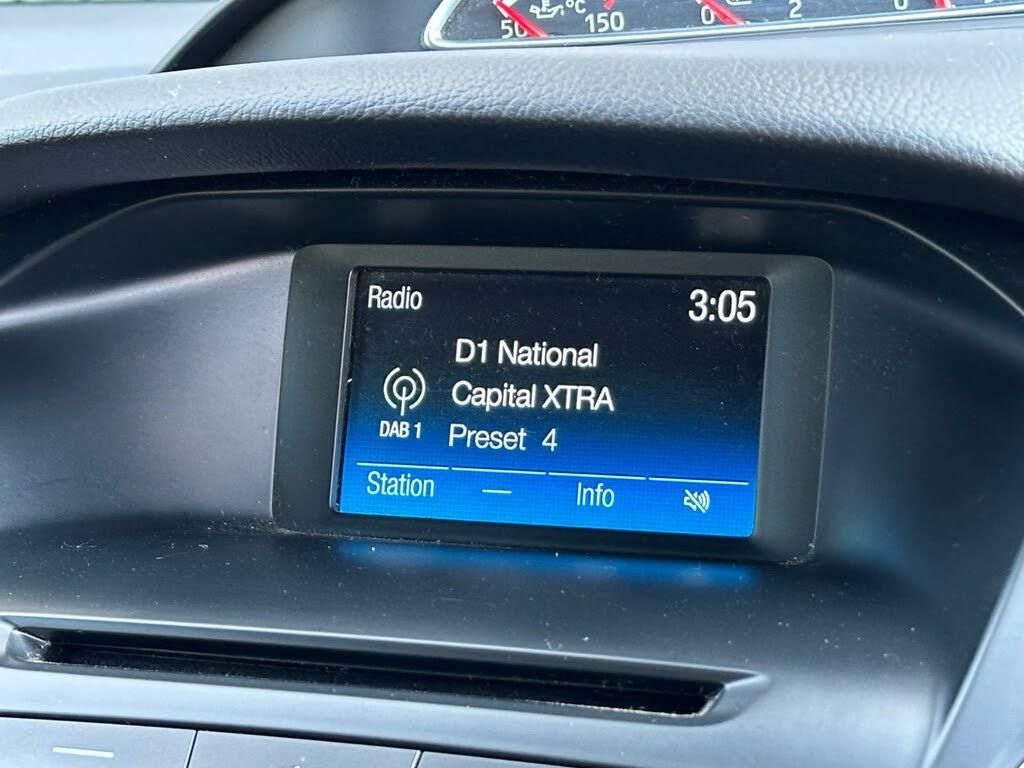 50 °C 150 0 2 0
Radio 3:05
D1 National
Capital XTRA
DAB 1 Preset 4
Station — Info